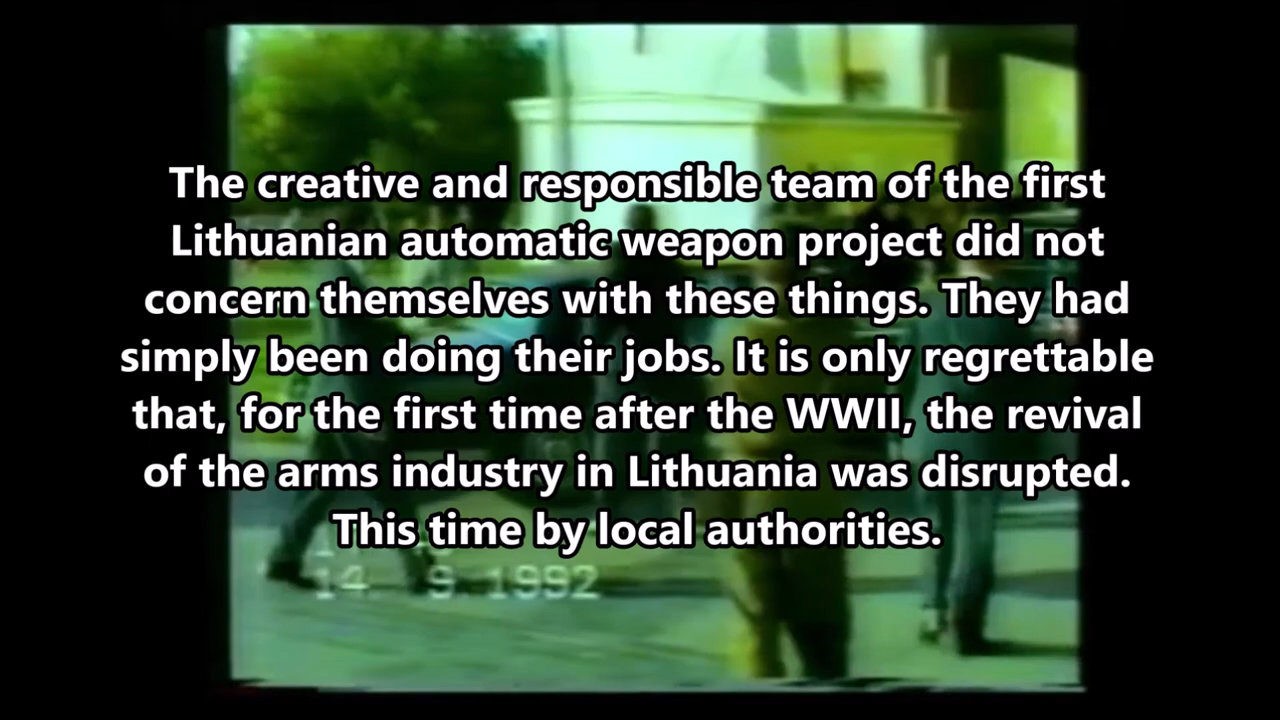 The creative and responsible team of the first
Lithuanian automatic weapon project did not
concern themselves with these things. They had
simply been doing their jobs. It is only regrettable
that, for the first time after the WWII, the revival
of the arms industry in Lithuania was disrupted.
This time by local authorities.
14. 9.1992